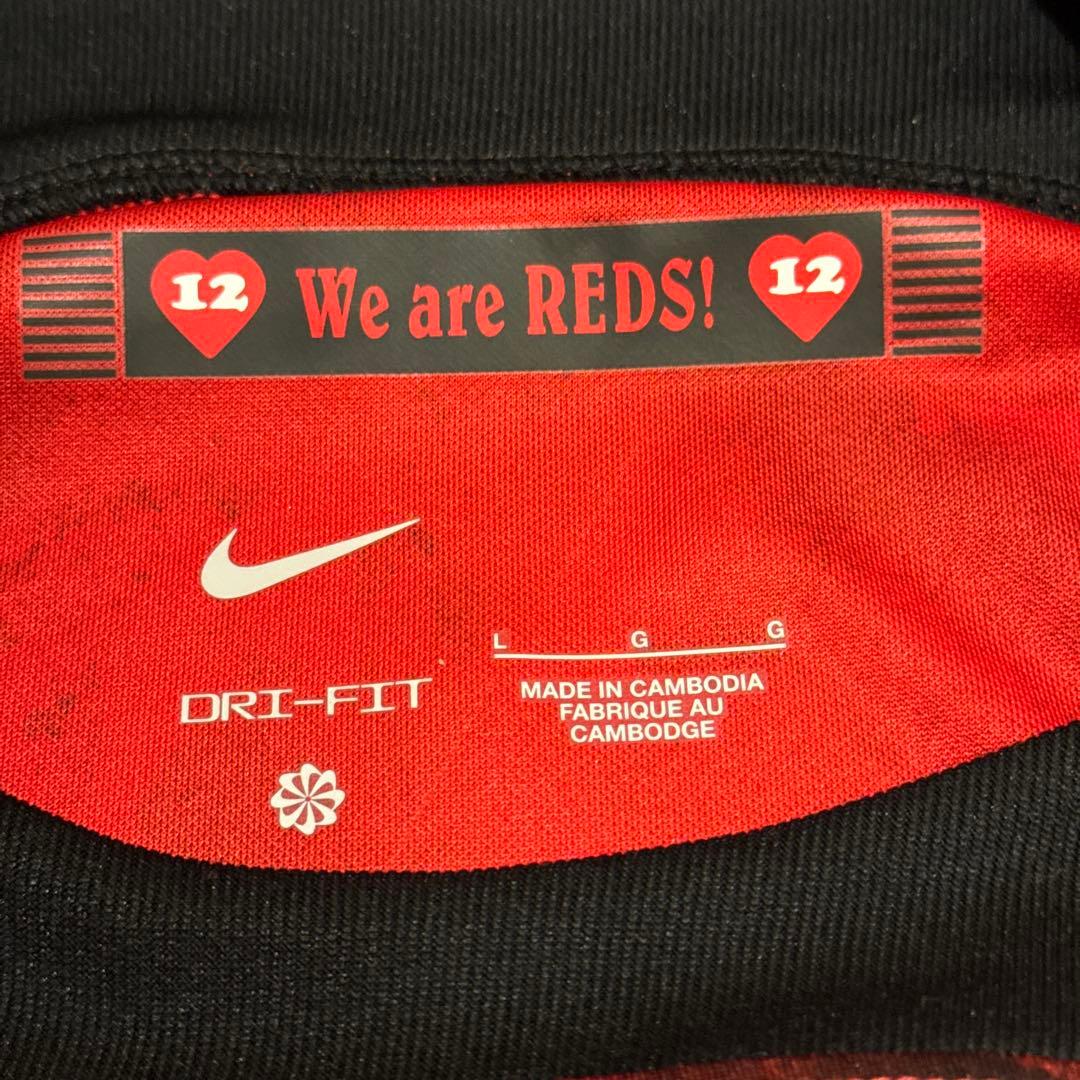 12 We are REDS! 12
DRI-FIT
L G G
MADE IN CAMBODIA
FABRIQUE AU
CAMBODGE